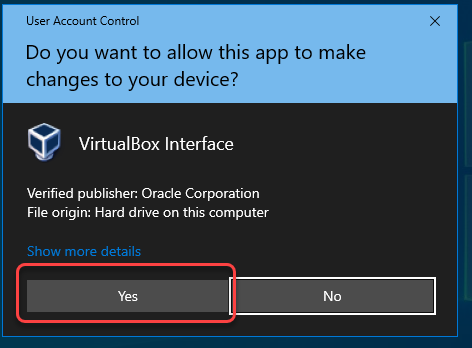 User Account Control
Do you want to allow this app to make
changes to your device?
VirtualBox Interface
Verified publisher: Oracle Corporation
File origin: Hard drive on this computer
Show more details
Yes
No